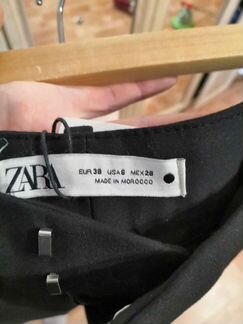 ZARA
EUR 38 USA 6 MEX 28
MADE IN MOROCCO